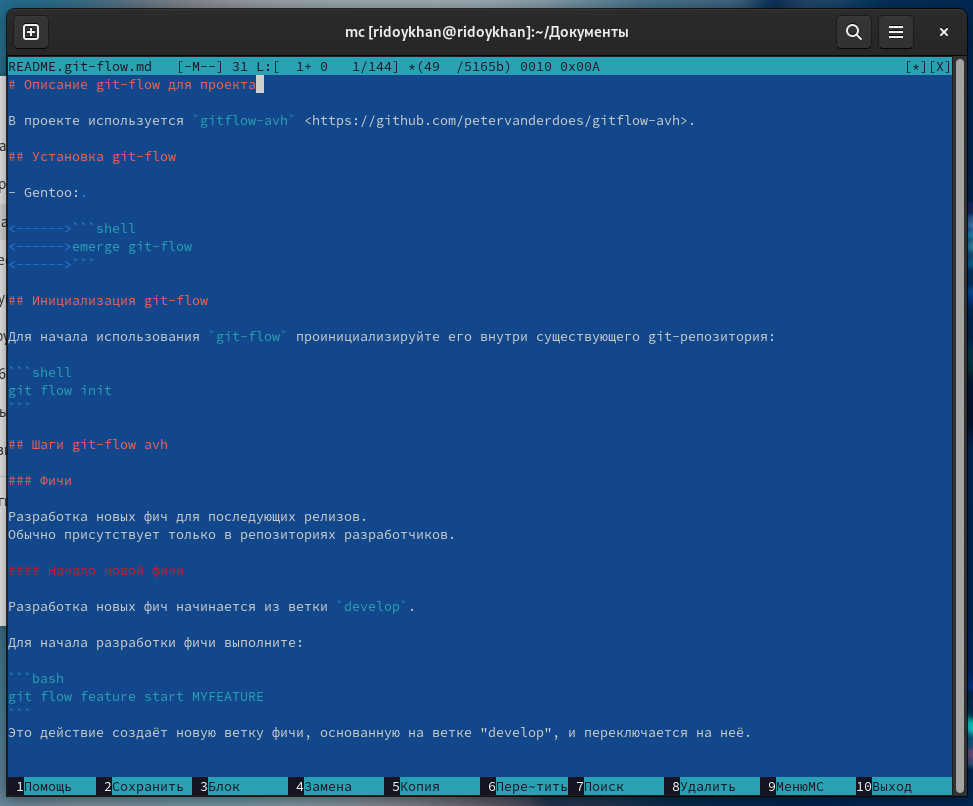 mc [ridoykhan@ridoykhan]:~/Документы
README.git-flow.md [-M--] 31 L:[ 1+ 0 1/144] *(49 /5165b) 0010 0x00A [*][X]
# Описание git-flow для проекта
В проекте используется `gitflow-avh` <https://github.com/petervanderdoes/gitflow-avh>.
## Установка git-flow
- Gentoo:.
<------>```shell
<------>emerge git-flow
<------>```
## Инициализация git-flow
Для начала использования `git-flow` проинициализируйте его внутри существующего git-репозитория:
```shell
git flow init
```
## Шаги git-flow avh
### Фичи
Разработка новых фич для последующих релизов.
Обычно присутствует только в репозиториях разработчиков.
#### Начало новой фичи
Разработка новых фич начинается из ветки `develop`.
Для начала разработки фичи выполните:
```bash
git flow feature start MYFEATURE
```
Это действие создаёт новую ветку фичи, основанную на ветке "develop", и переключается на неё.
1Помощь 2Сохранить 3Блок 4Замена 5Копия 6Пере~тить 7Поиск 8Удалить 9МенюMC 10Выход